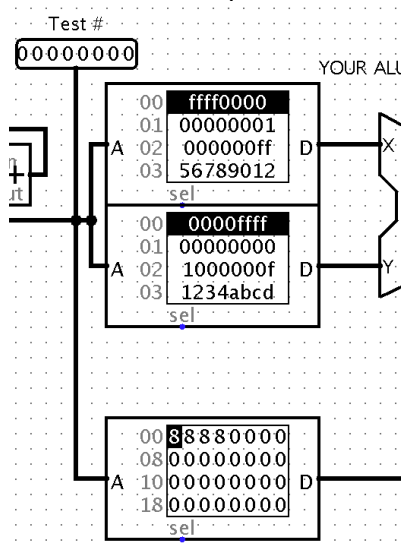 Test #
00000000
YOUR ALU
00 ffff0000
01 00000001
A 02 000000ff D X
03 56789012
sel
ut
00 0000ffff
01 00000000
A 02 1000000f D Y
03 1234abcd
sel
00 88880000
08 00000000
A 10 00000000 D
18 00000000
sel